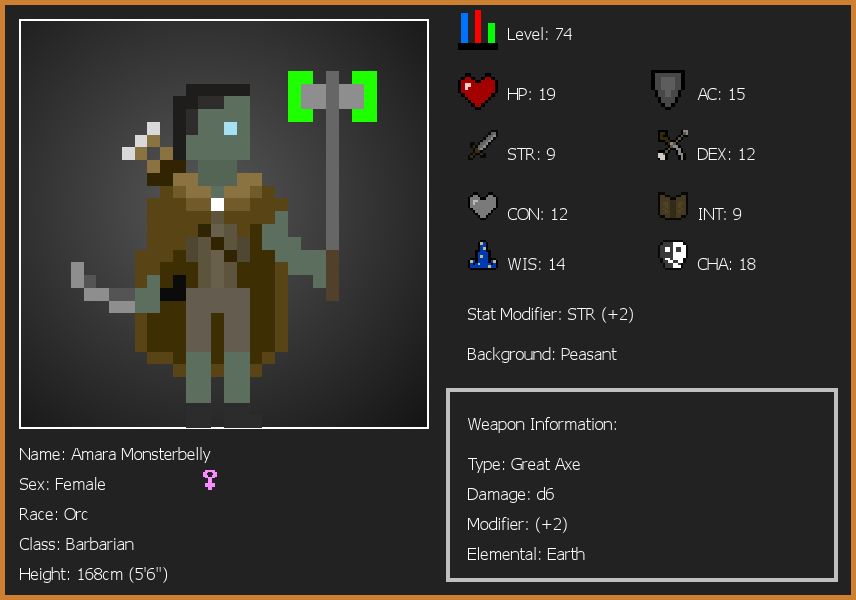 Level: 74
HP: 19
AC: 15
STR: 9
DEX: 12
CON: 12
INT: 9
WIS: 14
CHA: 18
Stat Modifier: STR (+2)
Background: Peasant
Weapon Information:
Type: Great Axe
Damage: d6
Modifier: (+2)
Elemental: Earth
Name: Amara Monsterbelly
Sex: Female
Race: Orc
Class: Barbarian
Height: 168cm (5'6")